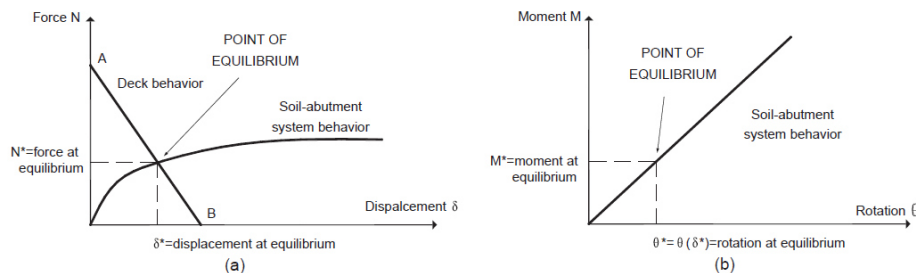 Force N
A
POINT OF
EQUILIBRIUM
Deck behavior
Soil-abutment
system behavior
N*=force at
equilibrium
B
Dispalcement δ
δ*=displacement at equilibrium
(a)
Moment M
POINT OF
EQUILIBRIUM
Soil-abutment
system behavior
M*=moment at
equilibrium
Rotation θ
θ*= θ (δ*)=rotation at equilibrium
(b)